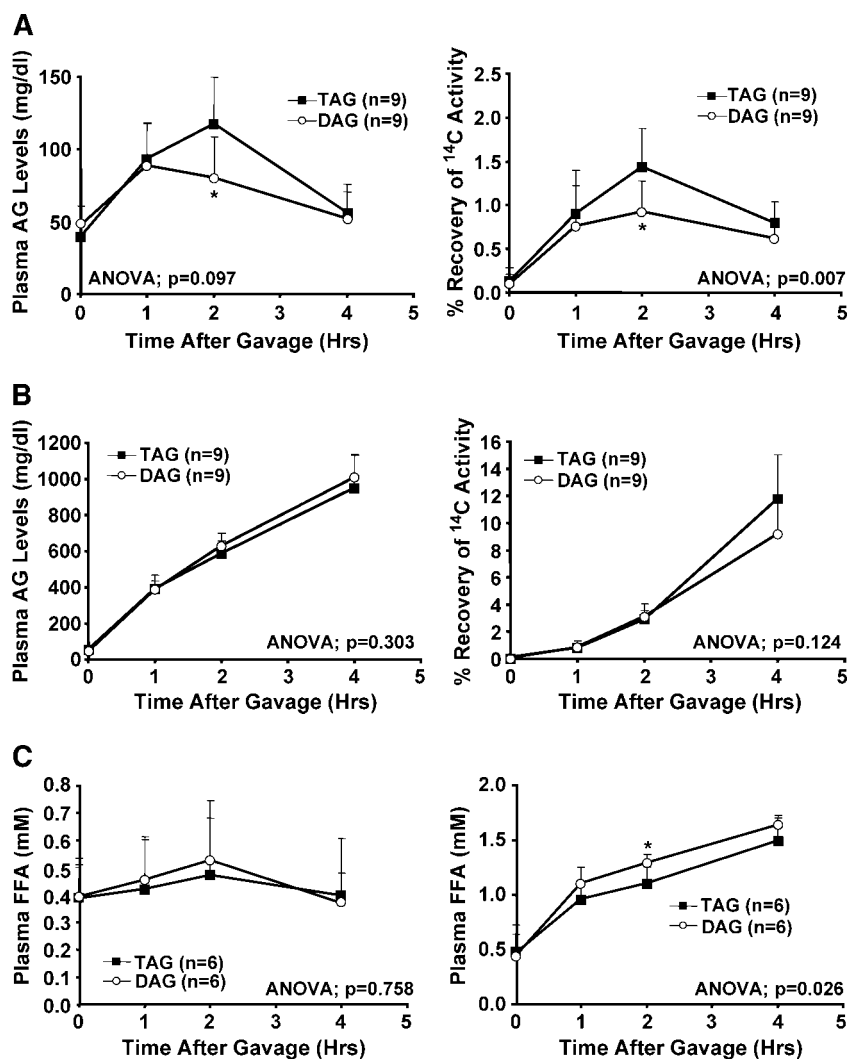 A
Plasma AG Levels (mg/dl)
150
100
50
0
TAG (n=9)
DAG (n=9)
*
ANOVA; p=0.097
0 1 2 3 4 5
Time After Gavage (Hrs)
% Recovery of ¹⁴C Activity
2.5
2.0
1.5
1.0
0.5
0.0
TAG (n=9)
DAG (n=9)
*
ANOVA; p=0.007
0 1 2 3 4 5
Time After Gavage (Hrs)
B
Plasma AG Levels (mg/dl)
1200
1000
800
600
400
200
0
TAG (n=9)
DAG (n=9)
ANOVA; p=0.303
0 1 2 3 4 5
Time After Gavage (Hrs)
% Recovery of ¹⁴C Activity
16
14
12
10
8
6
4
2
0
TAG (n=9)
DAG (n=9)
ANOVA; p=0.124
0 1 2 3 4 5
Time After Gavage (Hrs)
C
Plasma FFA (mM)
0.8
0.7
0.6
0.5
0.4
0.3
0.2
0.1
0.0
TAG (n=6)
DAG (n=6)
ANOVA; p=0.758
0 1 2 3 4 5
Time After Gavage (Hrs)
Plasma FFA (mM)
2.0
1.5
1.0
0.5
0.0
*
TAG (n=6)
DAG (n=6)
ANOVA; p=0.026
0 1 2 3 4 5
Time After Gavage (Hrs)